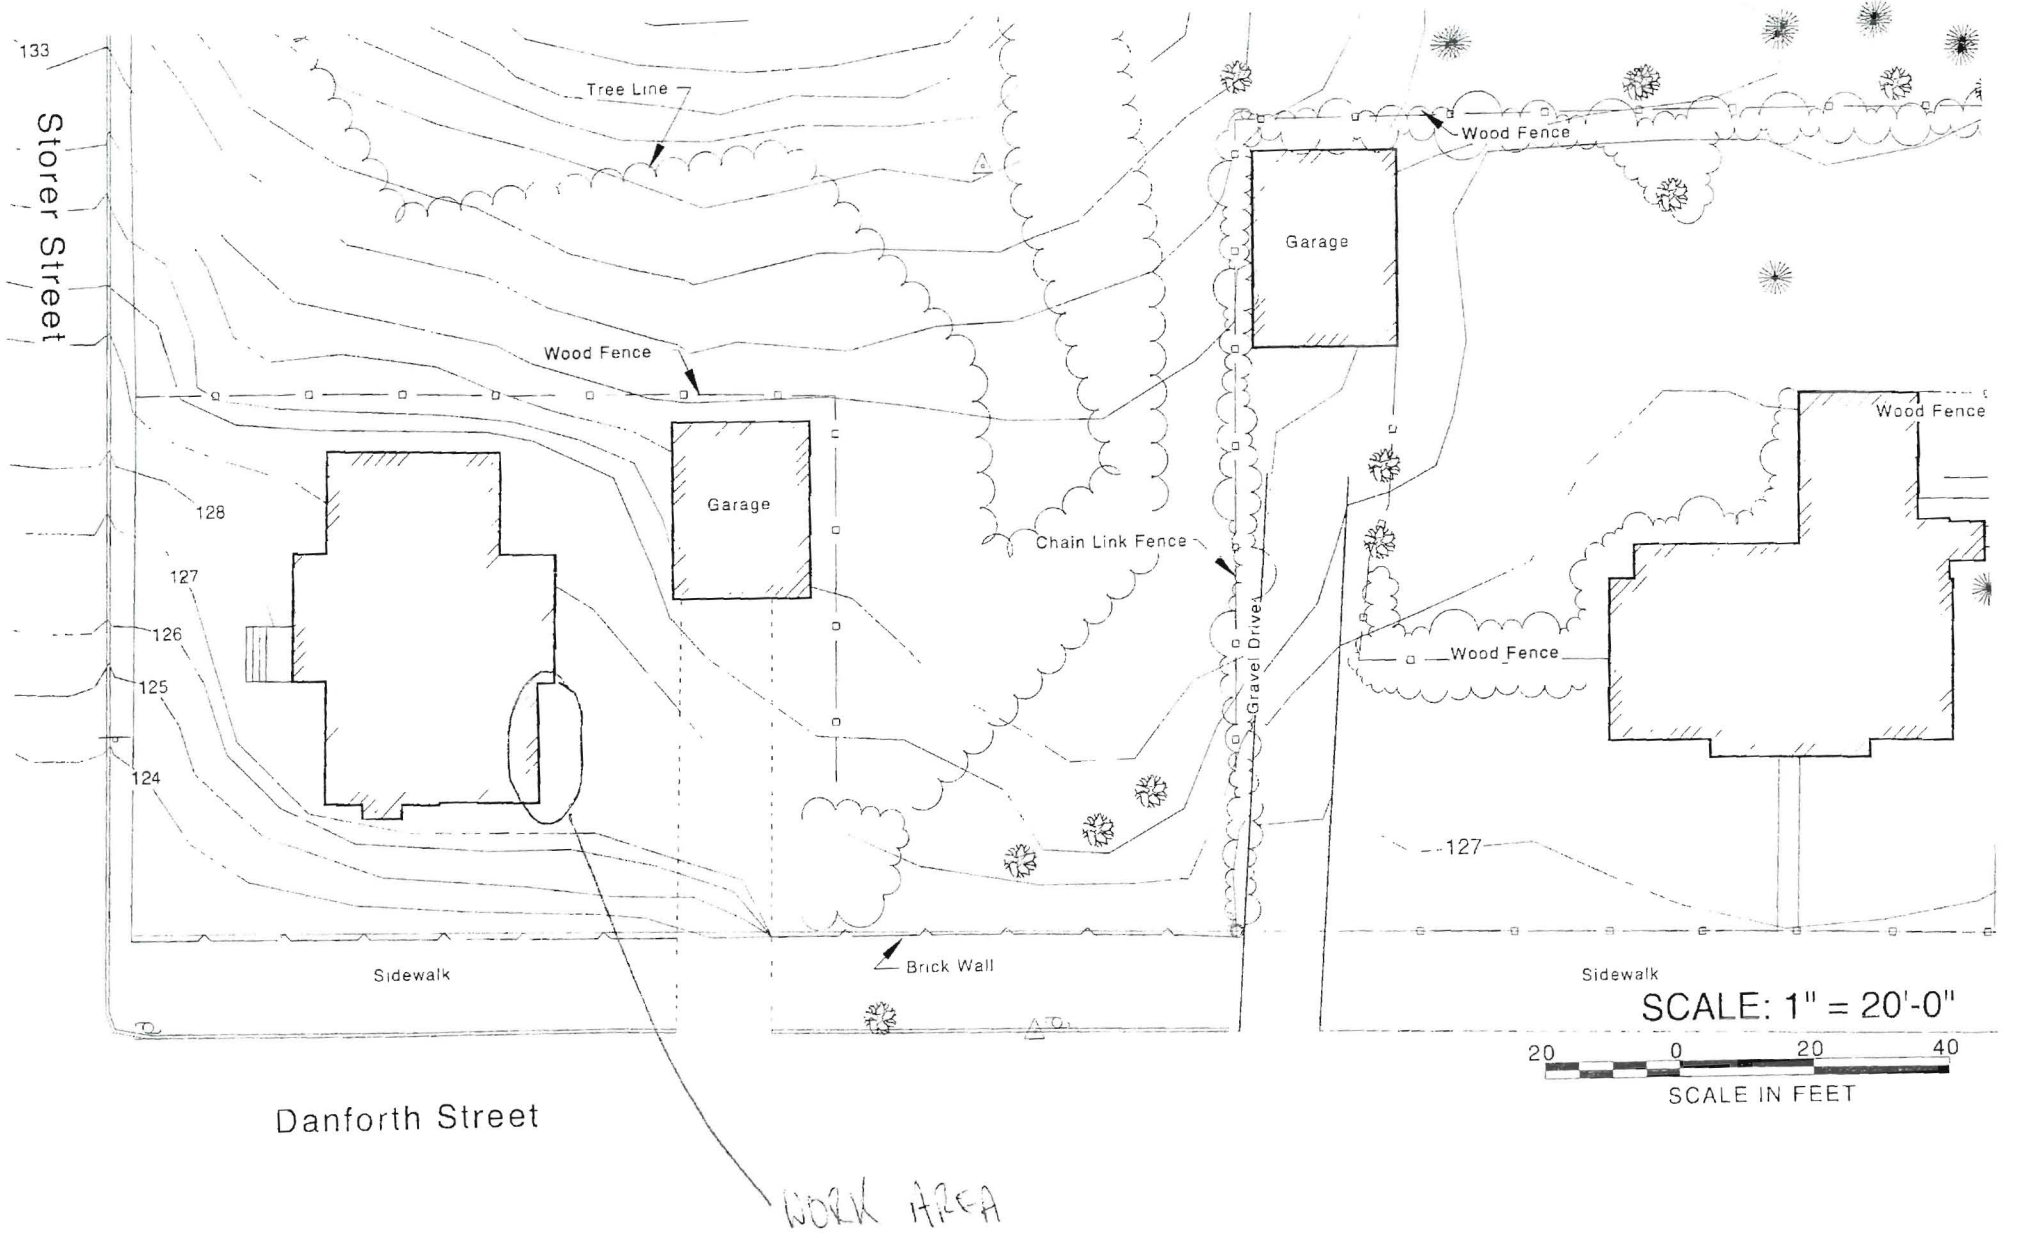 133
Storer Street
Tree Line
Wood Fence
Garage
Wood Fence
Wood Fence
Garage
128
Chain Link Fence
127
126
Gravel Drive
Wood Fence
125
124
127
Brick Wall
Sidewalk
Sidewalk
SCALE: 1" = 20'-0"
20 0 20 40
SCALE IN FEET
Danforth Street
WORK AREA